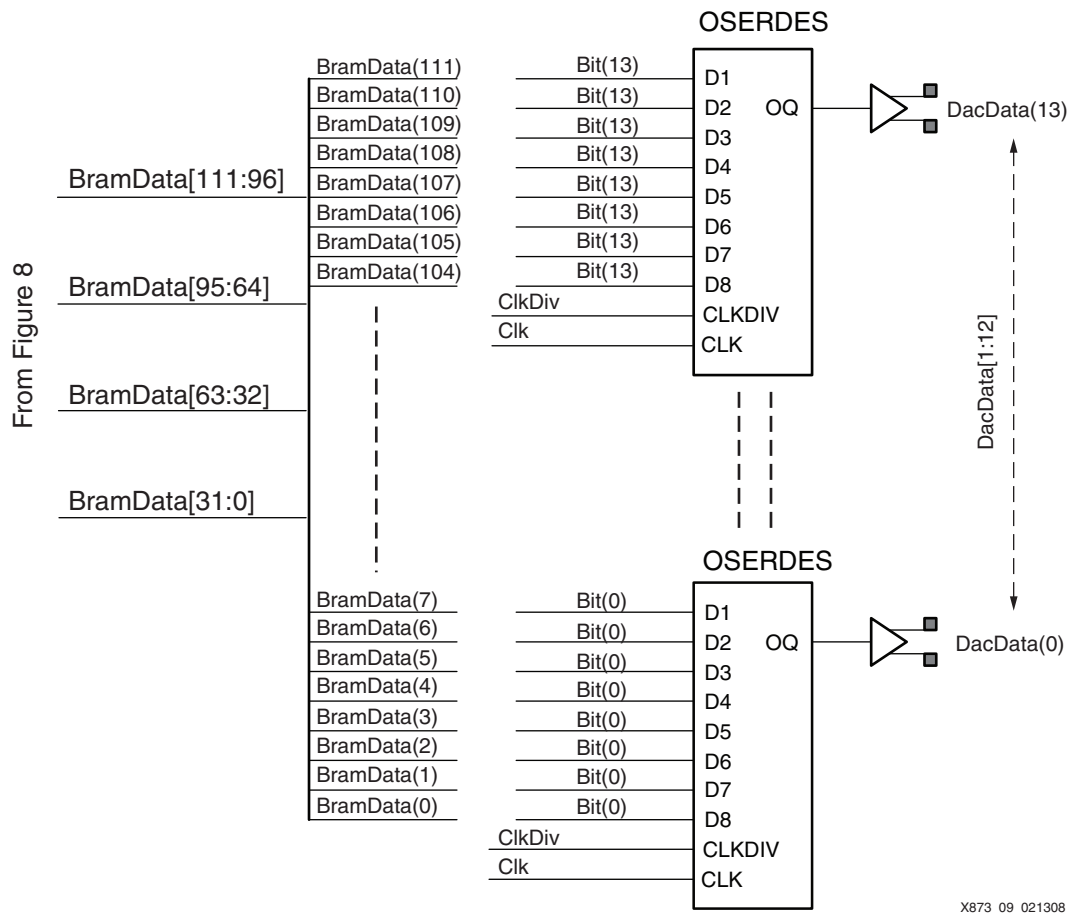 OSERDES
BramData(111) Bit(13) D1
BramData(110) Bit(13) D2 OQ DacData(13)
BramData(109) Bit(13) D3
BramData(108) Bit(13) D4
BramData[111:96] BramData(107) Bit(13) D5
BramData(106) Bit(13) D6
BramData(105) Bit(13) D7
BramData(104) Bit(13) D8
BramData[95:64] ClkDiv CLKDIV
Clk CLK
From Figure 8
DacData[1:12]
BramData[63:32]
BramData[31:0]
OSERDES
BramData(7) Bit(0) D1
BramData(6) Bit(0) D2 OQ DacData(0)
BramData(5) Bit(0) D3
BramData(4) Bit(0) D4
BramData(3) Bit(0) D5
BramData(2) Bit(0) D6
BramData(1) Bit(0) D7
BramData(0) Bit(0) D8
ClkDiv CLKDIV
Clk CLK
X873_09_021308